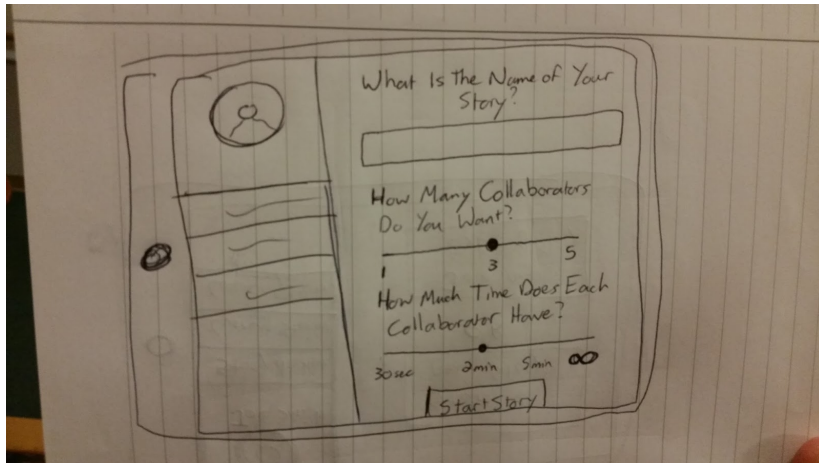 What Is the Name of Your
Story?
How Many Collaborators
Do You Want?
1 3 5
How Much Time Does Each
Collaborator Have?
30sec 2min 5min ∞
Start Story